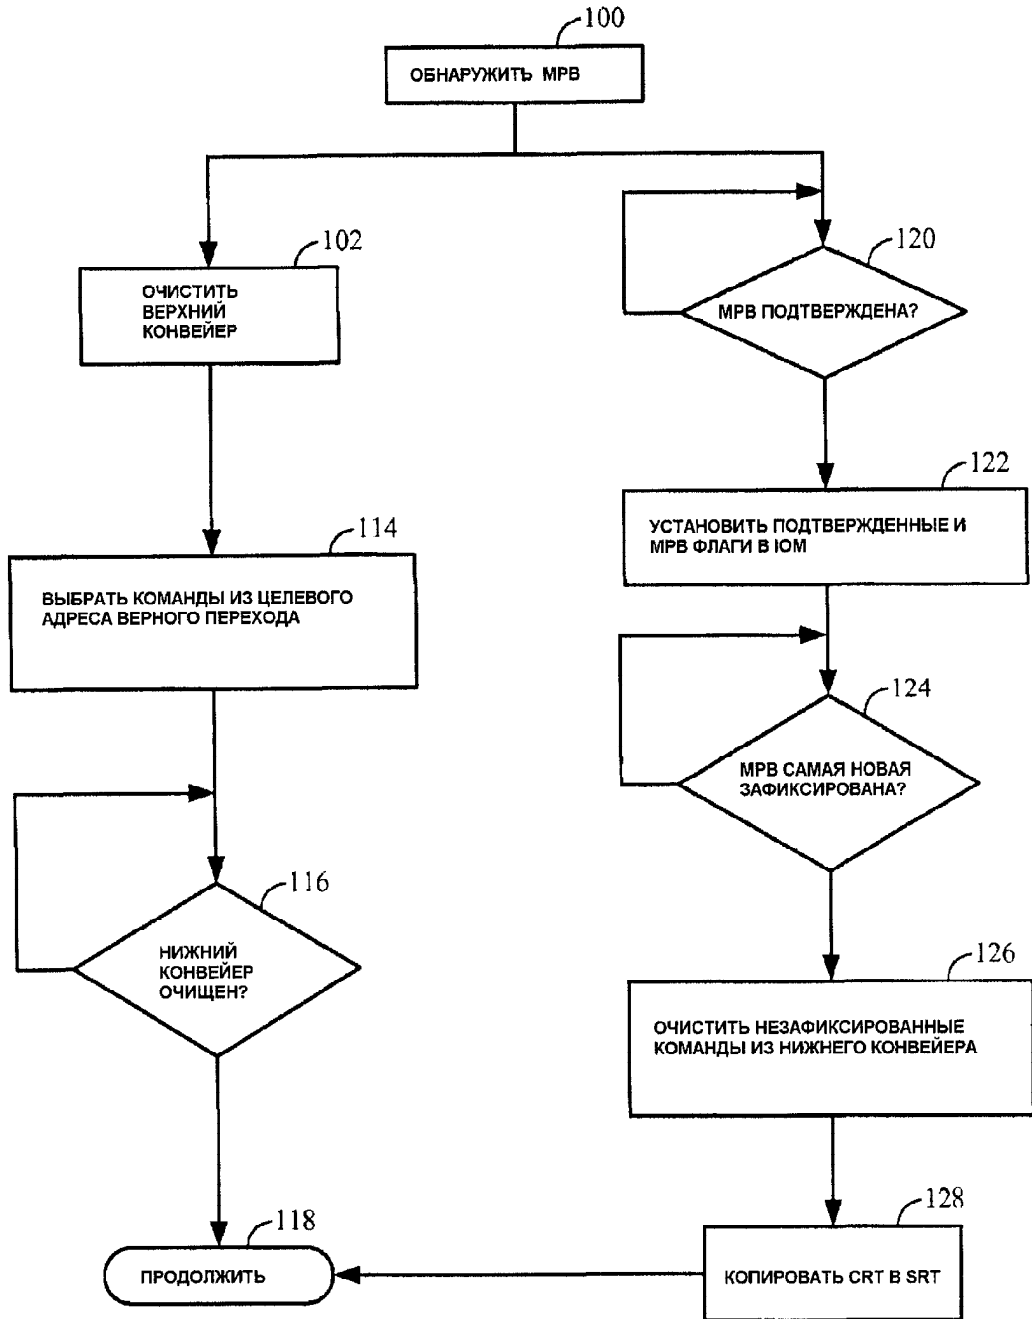 100
ОБНАРУЖИТЬ МРВ
102
ОЧИСТИТЬ
ВЕРХНИЙ
КОНВЕЙЕР
114
ВЫБРАТЬ КОМАНДЫ ИЗ ЦЕЛЕВОГО
АДРЕСА ВЕРНОГО ПЕРЕХОДА
116
НИЖНИЙ
КОНВЕЙЕР
ОЧИЩЕН?
118
ПРОДОЛЖИТЬ
120
МРВ ПОДТВЕРЖДЕНА?
122
УСТАНОВИТЬ ПОДТВЕРЖДЕННЫЕ И
МРВ ФЛАГИ В IOM
124
МРВ САМАЯ НОВАЯ
ЗАФИКСИРОВАНА?
126
ОЧИСТИТЬ НЕЗАФИКСИРОВАННЫЕ
КОМАНДЫ ИЗ НИЖНЕГО КОНВЕЙЕРА
128
КОПИРОВАТЬ CRT В SRT